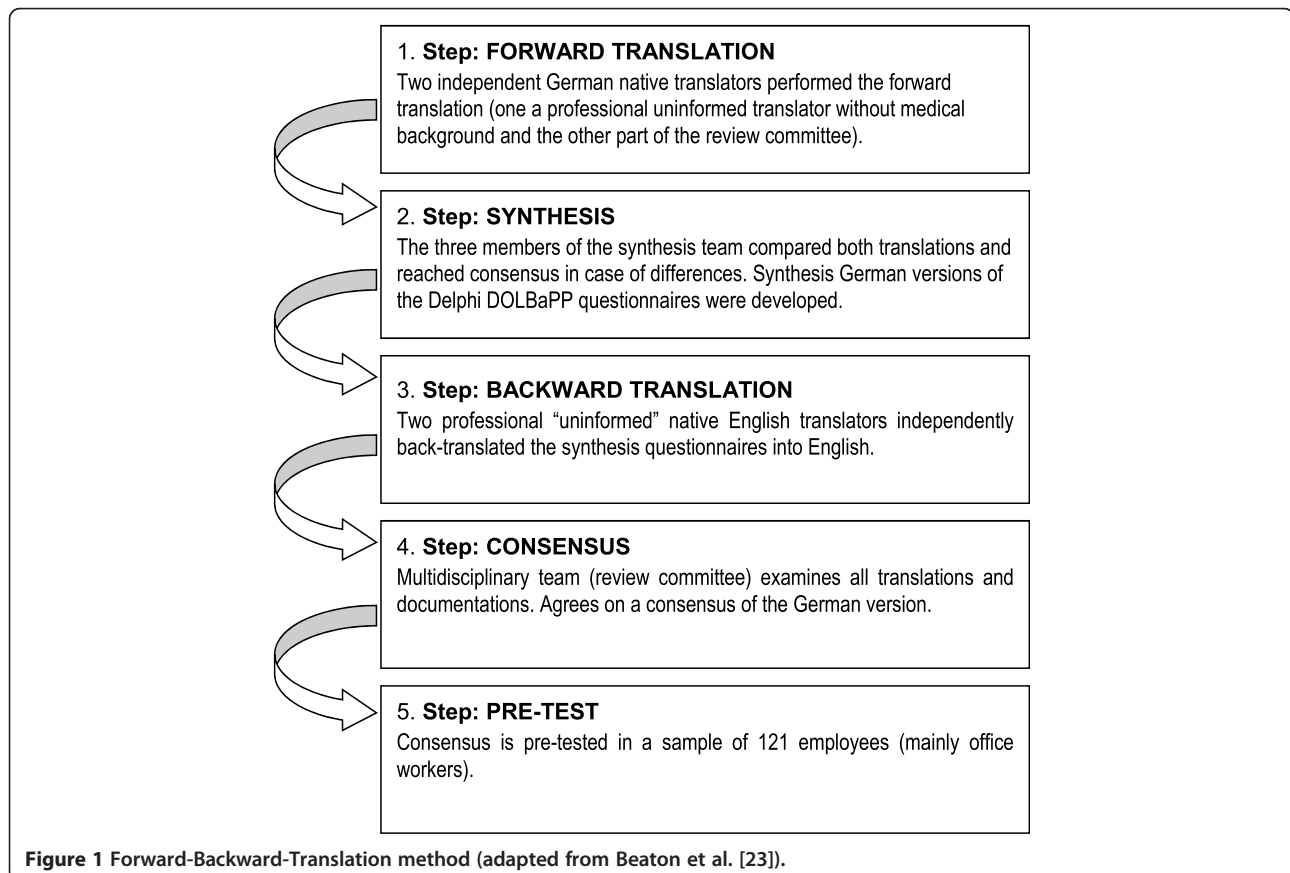 1. Step: FORWARD TRANSLATION
Two independent German native translators performed the forward
translation (one a professional uninformed translator without medical
background and the other part of the review committee).
2. Step: SYNTHESIS
The three members of the synthesis team compared both translations and
reached consensus in case of differences. Synthesis German versions of
the Delphi DOLBaPP questionnaires were developed.
3. Step: BACKWARD TRANSLATION
Two professional “uninformed” native English translators independently
back-translated the synthesis questionnaires into English.
4. Step: CONSENSUS
Multidisciplinary team (review committee) examines all translations and
documentations. Agrees on a consensus of the German version.
5. Step: PRE-TEST
Consensus is pre-tested in a sample of 121 employees (mainly office
workers).
Figure 1 Forward-Backward-Translation method (adapted from Beaton et al. [23]).